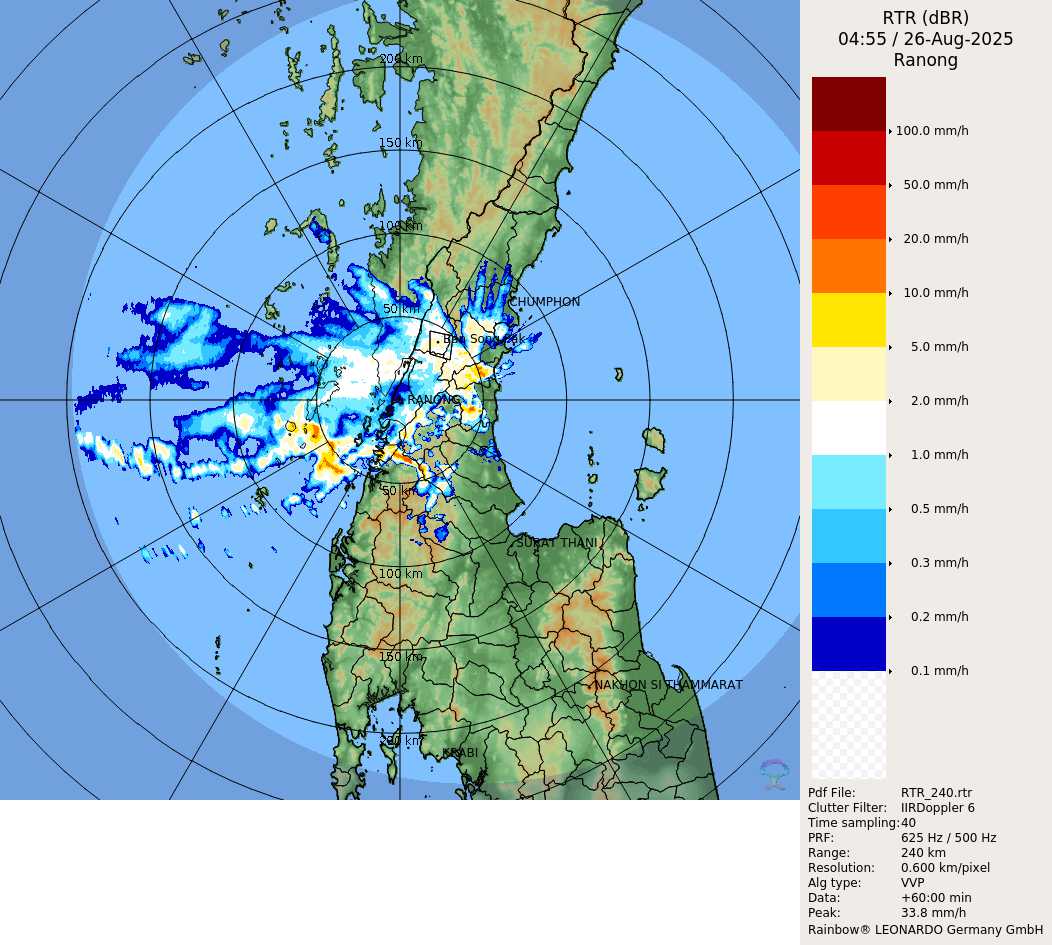 RTR (dBR)
04:55 / 26-Aug-2025
Ranong
200 km
150 km
100 km
50 km
CHUMPHON
Ban Song Pak
RANONG
50 km
SURAT THANI
100 km
150 km
NAKHON SI THAMMARAT
200 km
KRABI
100.0 mm/h
50.0 mm/h
20.0 mm/h
10.0 mm/h
5.0 mm/h
2.0 mm/h
1.0 mm/h
0.5 mm/h
0.3 mm/h
0.2 mm/h
0.1 mm/h
Pdf File: RTR_240.rtr
Clutter Filter: IIRDoppler 6
Time sampling: 40
PRF: 625 Hz / 500 Hz
Range: 240 km
Resolution: 0.600 km/pixel
Alg type: VVP
Data: +60:00 min
Peak: 33.8 mm/h
Rainbow® LEONARDO Germany GmbH